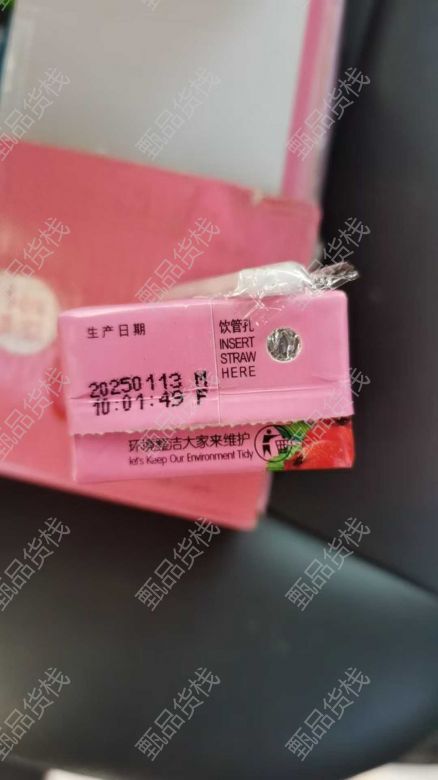 生产日期
饮管孔
INSERT
STRAW
HERE
20250113 M
10:01:49 F
环境整洁大家来维护
let's Keep Our Environment Tidy
甄品货栈